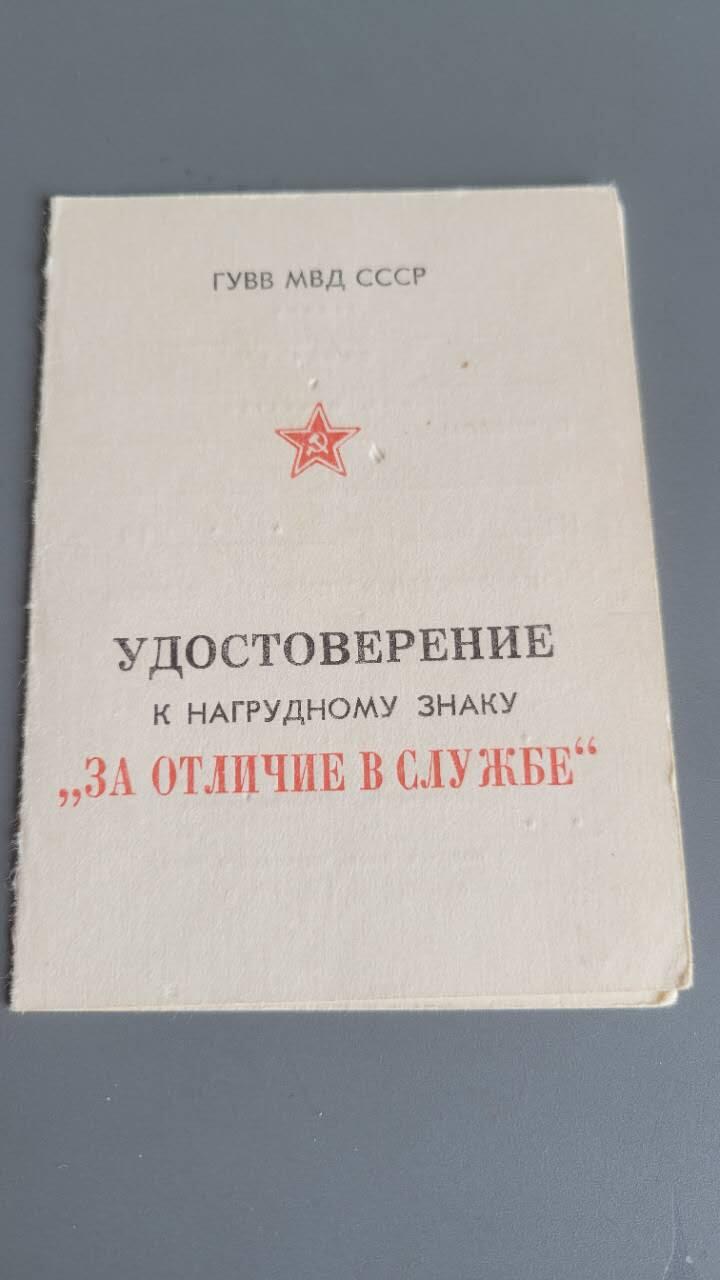 ГУВВ МВД СССР
УДОСТОВЕРЕНИЕ
К НАГРУДНОМУ ЗНАКУ
„ЗА ОТЛИЧИЕ В СЛУЖБЕ“